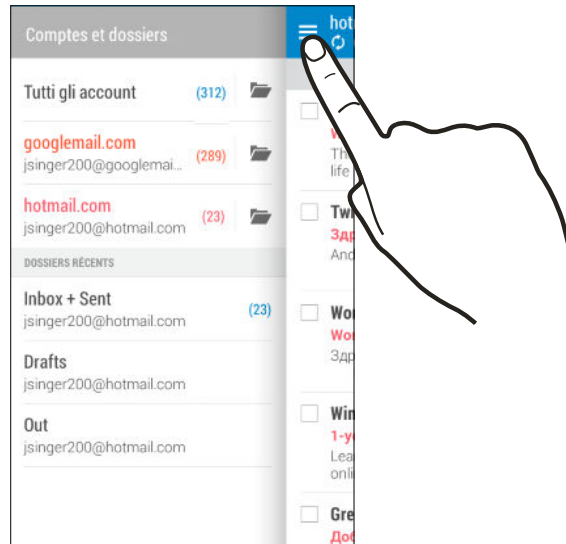 Comptes et dossiers
Tutti gli account (312)
googlemail.com
jsinger200@googlemai... (289)
hotmail.com
jsinger200@hotmail.com (23)
DOSSIERS RÉCENTS
Inbox + Sent
jsinger200@hotmail.com (23)
Drafts
jsinger200@hotmail.com
Out
jsinger200@hotmail.com
hot
Th
life
Tw
Здр
And
Wo
Wor
Здр
Win
1-y
Lea
onli
Gre
Доб